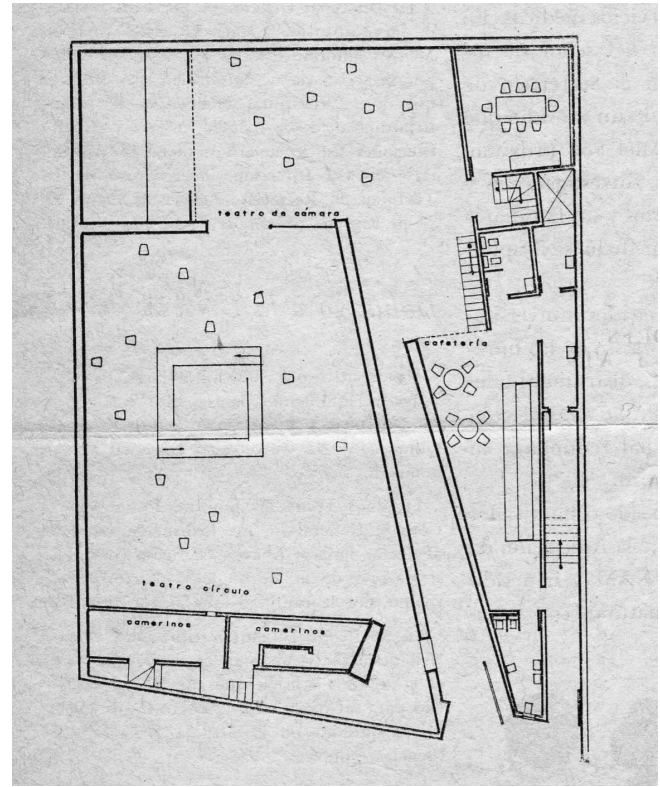 teatro de cámara
cafetería
teatro círculo
camerinos
camerinos